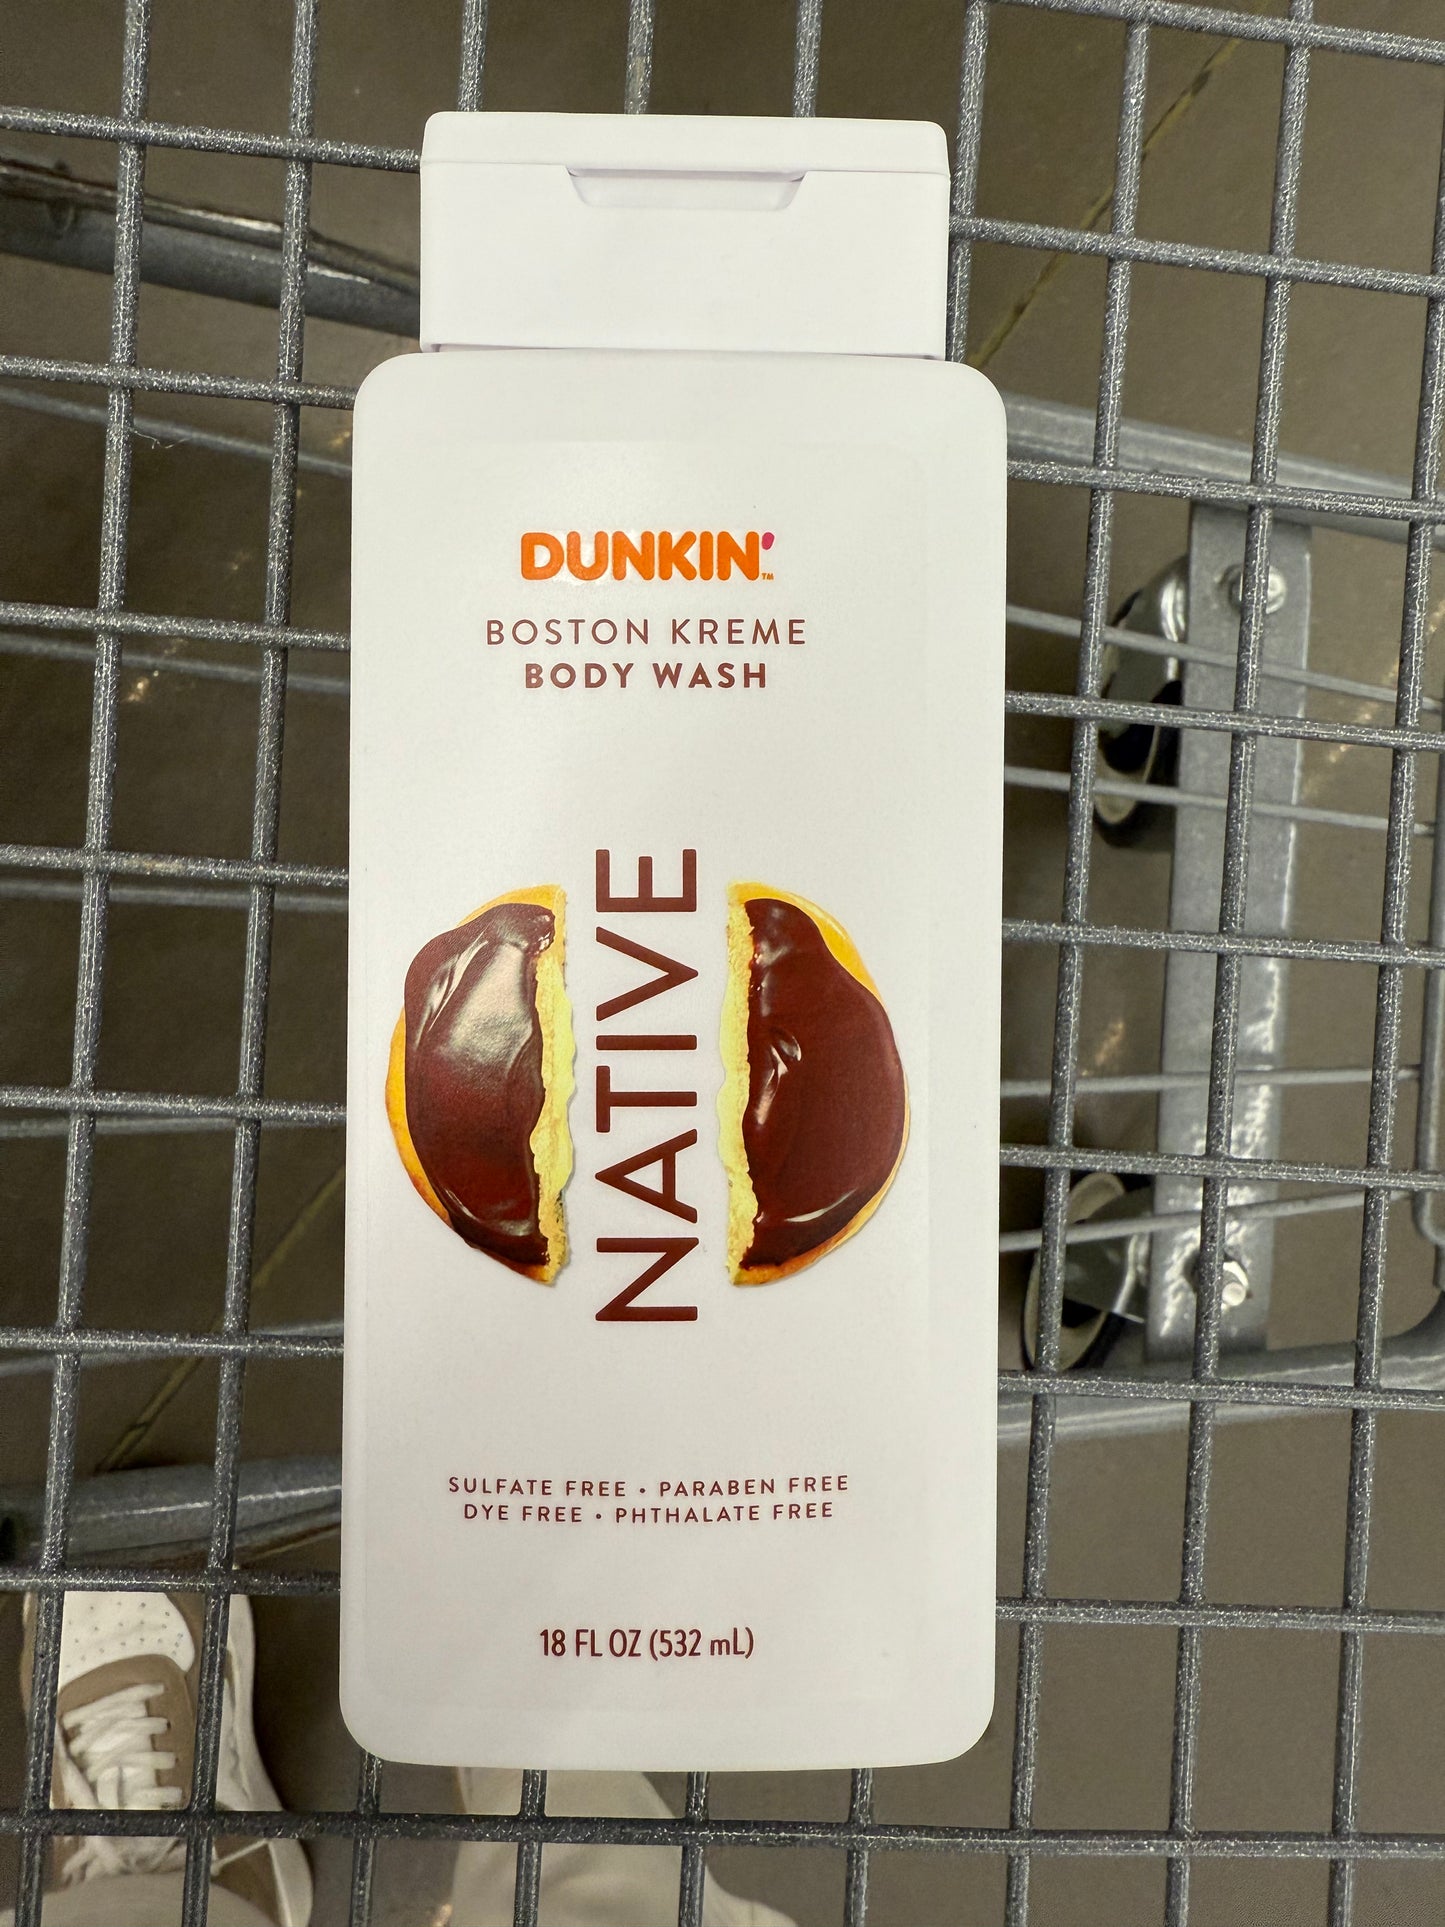 DUNKIN'™
BOSTON KREME
BODY WASH
NATIVE
SULFATE FREE • PARABEN FREE
DYE FREE • PHTHALATE FREE
18 FL OZ (532 mL)